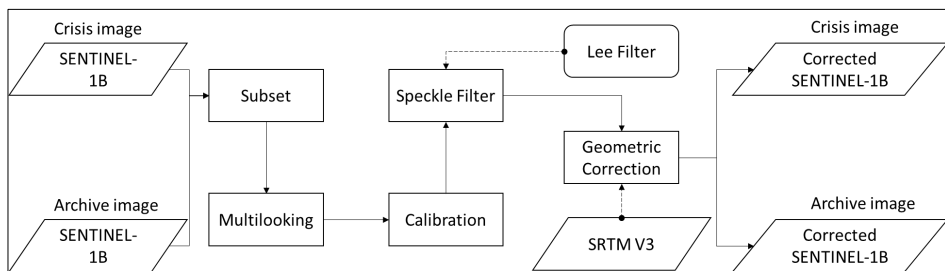 Crisis image
SENTINEL-
1B
Subset
Speckle Filter
Lee Filter
Crisis image
Corrected
SENTINEL-1B
Geometric
Correction
Archive image
SENTINEL-
1B
Multilooking
Calibration
SRTM V3
Archive image
Corrected
SENTINEL-1B